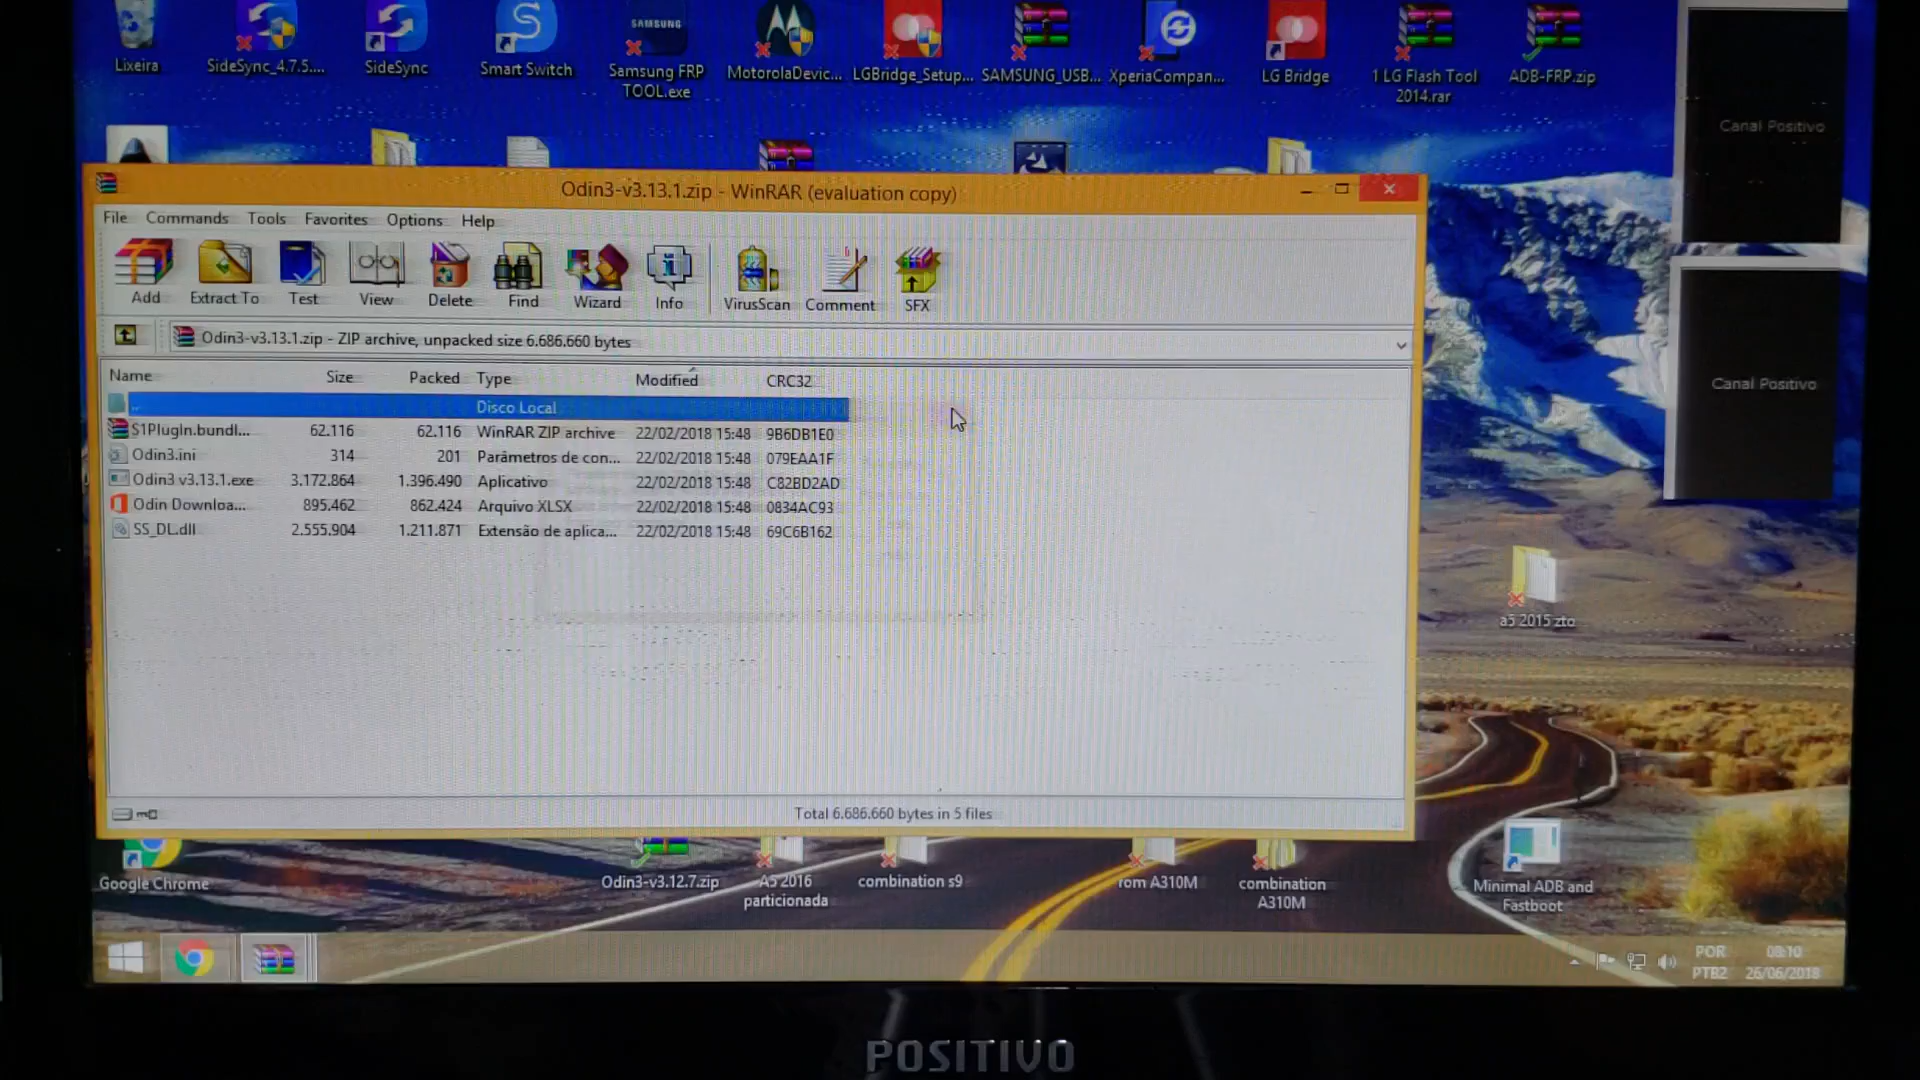 Lixeira
SideSync_4.7.5....
SideSync
Smart Switch
SAMSUNG
Samsung FRP
TOOL.exe
MotorolaDevic...
LGBridge_Setup...
SAMSUNG_USB...
XperiaCompan...
LG Bridge
1 LG Flash Tool
2014.rar
ADB-FRP.zip
Canal Positivo
Canal Positivo
Odin3-v3.13.1.zip - WinRAR (evaluation copy)
File Commands Tools Favorites Options Help
Add Extract To Test View Delete Find Wizard Info VirusScan Comment SFX
Odin3-v3.13.1.zip - ZIP archive, unpacked size 6.686.660 bytes
Name Size Packed Type Modified CRC32
.. Disco Local
S1PlugIn.bundl... 62.116 62.116 WinRAR ZIP archive 22/02/2018 15:48 9B6DB1E0
Odin3.ini 314 201 Parâmetros de con... 22/02/2018 15:48 079EAA1F
Odin3 v3.13.1.exe 3.172.864 1.396.490 Aplicativo 22/02/2018 15:48 C82BD2AD
Odin Downloa... 895.462 862.424 Arquivo XLSX 22/02/2018 15:48 0834AC93
SS_DL.dll 2.555.904 1.211.871 Extensão de aplica... 22/02/2018 15:48 69C6B162
Total 6.686.660 bytes in 5 files
a5 2015 zto
Google Chrome
Odin3-v3.12.7.zip
A5 2016
particionada
combination s9
rom A310M
combination
A310M
Minimal ADB and
Fastboot
POR
PTB2
08:10
26/06/2018
POSITIVO